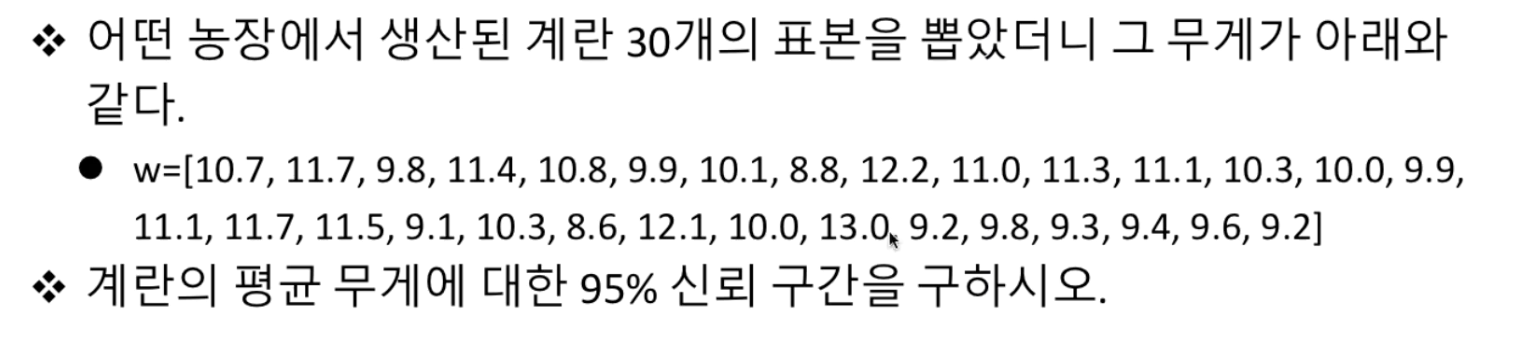 ❖ 어떤 농장에서 생산된 계란 30개의 표본을 뽑았더니 그 무게가 아래와
같다.
● w=[10.7, 11.7, 9.8, 11.4, 10.8, 9.9, 10.1, 8.8, 12.2, 11.0, 11.3, 11.1, 10.3, 10.0, 9.9,
11.1, 11.7, 11.5, 9.1, 10.3, 8.6, 12.1, 10.0, 13.0, 9.2, 9.8, 9.3, 9.4, 9.6, 9.2]
❖ 계란의 평균 무게에 대한 95% 신뢰 구간을 구하시오.